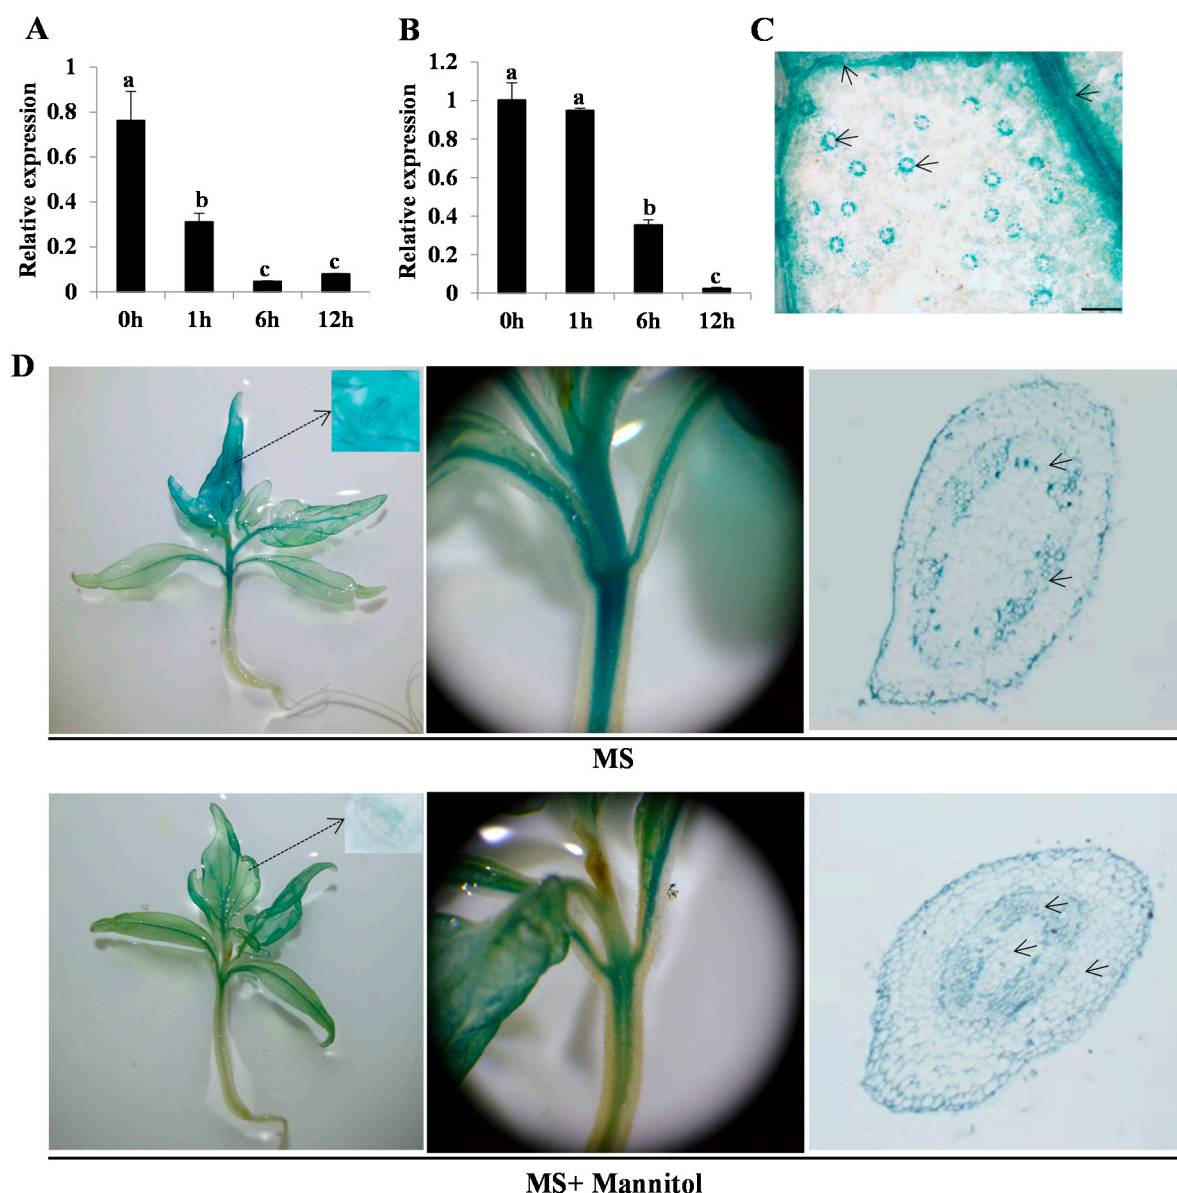 A
B
C
Relative expression
1
0.8
0.6
0.4
0.2
0
a
b
c
c
0h
1h
6h
12h
Relative expression
1.2
1
0.8
0.6
0.4
0.2
0
a
a
b
c
0h
1h
6h
12h
D
MS
MS+ Mannitol